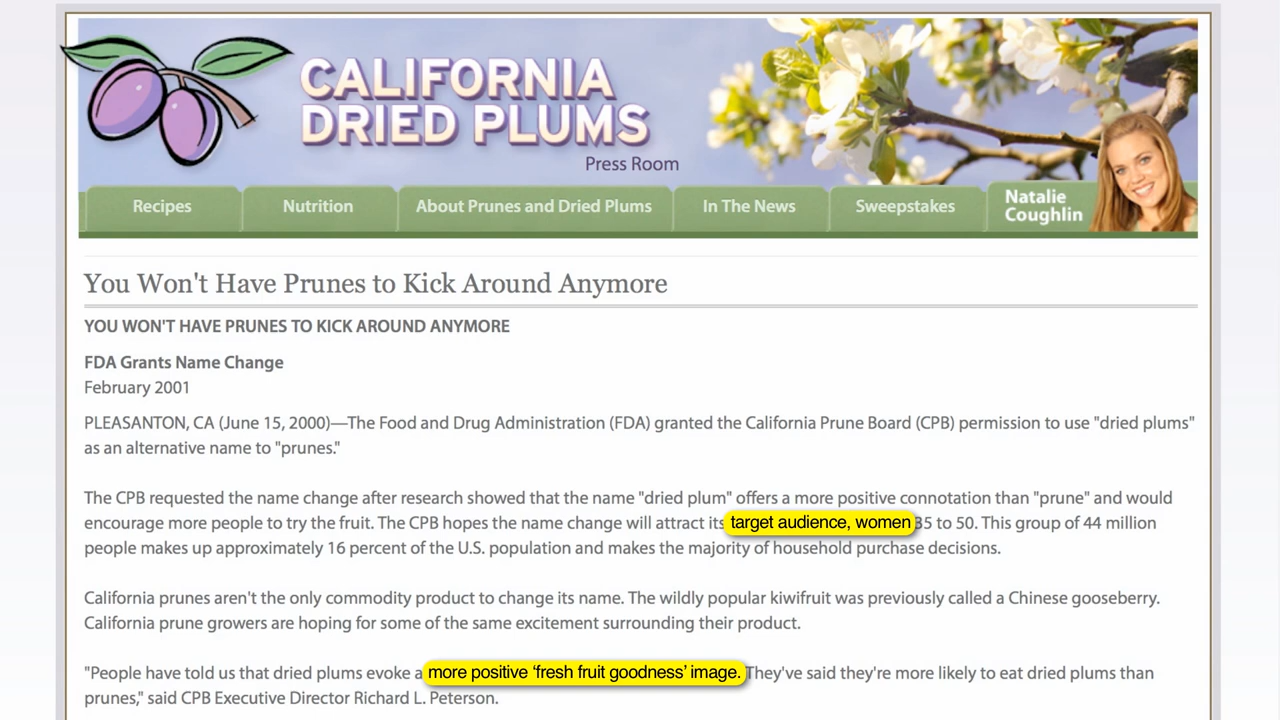 CALIFORNIA
DRIED PLUMS
Press Room
Recipes
Nutrition
About Prunes and Dried Plums
In The News
Sweepstakes
Natalie
Coughlin
You Won't Have Prunes to Kick Around Anymore
YOU WON'T HAVE PRUNES TO KICK AROUND ANYMORE
FDA Grants Name Change
February 2001
PLEASANTON, CA (June 15, 2000)—The Food and Drug Administration (FDA) granted the California Prune Board (CPB) permission to use "dried plums"
as an alternative name to "prunes."
The CPB requested the name change after research showed that the name "dried plum" offers a more positive connotation than "prune" and would
encourage more people to try the fruit. The CPB hopes the name change will attract its target audience, women 35 to 50. This group of 44 million
people makes up approximately 16 percent of the U.S. population and makes the majority of household purchase decisions.
California prunes aren't the only commodity product to change its name. The wildly popular kiwifruit was previously called a Chinese gooseberry.
California prune growers are hoping for some of the same excitement surrounding their product.
"People have told us that dried plums evoke a more positive ‘fresh fruit goodness’ image. They've said they're more likely to eat dried plums than
prunes," said CPB Executive Director Richard L. Peterson.